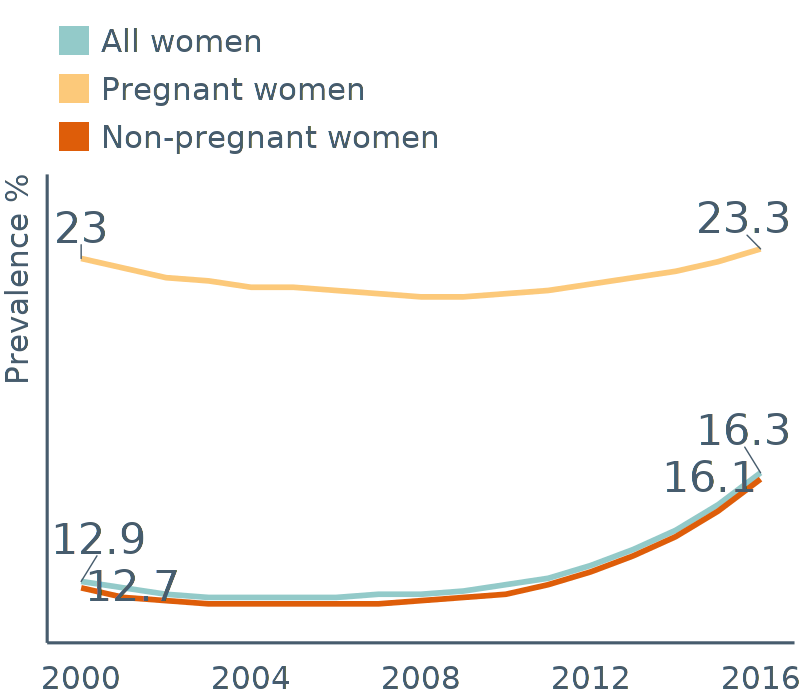 All women
Pregnant women
Non-pregnant women
Prevalence %
23
23.3
16.3
16.1
12.9
12.7
2000 2004 2008 2012 2016